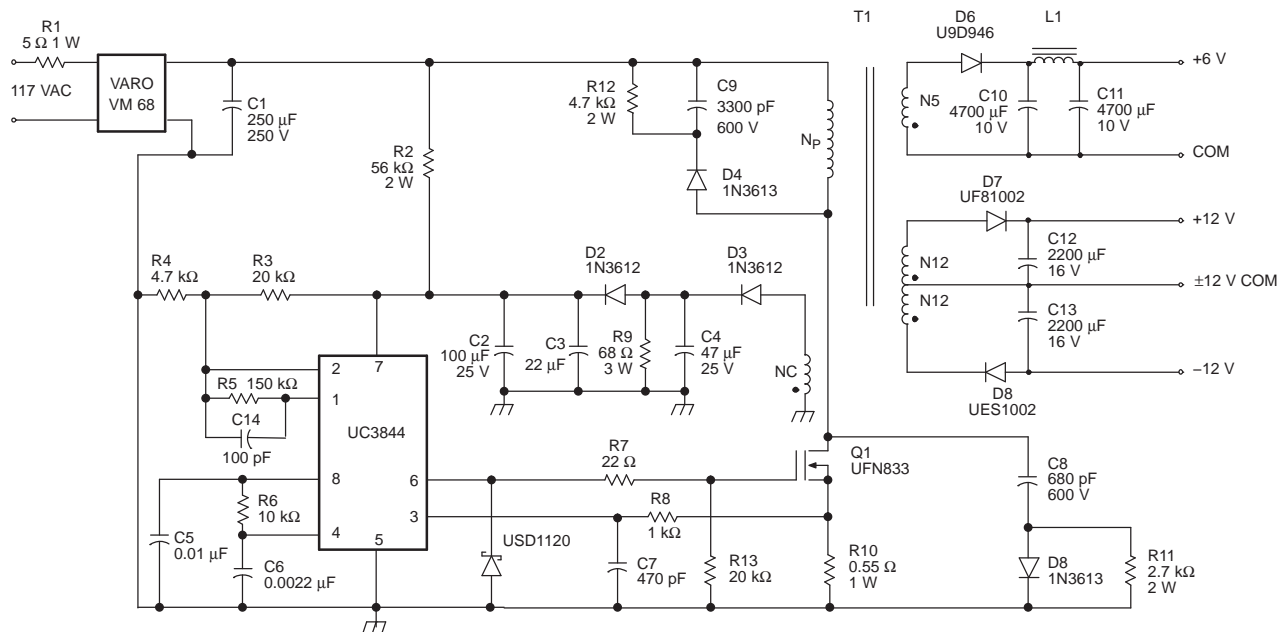 R1
5 Ω 1 W
117 VAC
VARO
VM 68
C1
250 µF
250 V
R2
56 kΩ
2 W
R12
4.7 kΩ
2 W
C9
3300 pF
600 V
D4
1N3613
NP
T1
D6
U9D946
L1
N5
C10
4700 µF
10 V
C11
4700 µF
10 V
+6 V
COM
D7
UF81002
+12 V
N12
N12
C12
2200 µF
16 V
±12 V COM
C13
2200 µF
16 V
−12 V
D8
UES1002
R4
4.7 kΩ
R3
20 kΩ
D2
1N3612
D3
1N3612
C2
100 µF
25 V
C3
22 µF
R9
68 Ω
3 W
C4
47 µF
25 V
NC
2
7
R5 150 kΩ
1
C14
100 pF
UC3844
8
6
R6
10 kΩ
3
4
5
C5
0.01 µF
C6
0.0022 µF
USD1120
R7
22 Ω
R8
1 kΩ
C7
470 pF
R13
20 kΩ
Q1
UFN833
R10
0.55 Ω
1 W
C8
680 pF
600 V
D8
1N3613
R11
2.7 kΩ
2 W